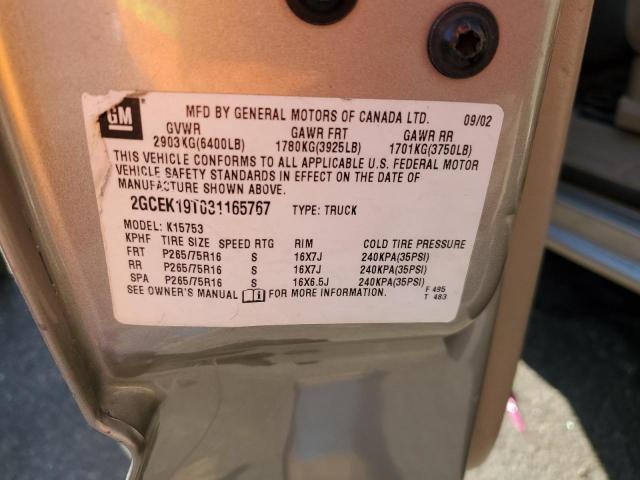 GM
MFD BY GENERAL MOTORS OF CANADA LTD. 09/02
GVWR GAWR FRT GAWR RR
2903KG(6400LB) 1780KG(3925LB) 1701KG(3750LB)
THIS VEHICLE CONFORMS TO ALL APPLICABLE U.S. FEDERAL MOTOR
VEHICLE SAFETY STANDARDS IN EFFECT ON THE DATE OF
MANUFACTURE SHOWN ABOVE.
2GCEK19T031165767 TYPE: TRUCK
MODEL: K15753
KPHF TIRE SIZE SPEED RTG RIM COLD TIRE PRESSURE
FRT P265/75R16 S 16X7J 240KPA(35PSI)
RR P265/75R16 S 16X7J 240KPA(35PSI)
SPA P265/75R16 S 16X6.5J 240KPA(35PSI)
SEE OWNER'S MANUAL FOR MORE INFORMATION.
F 495
T 483